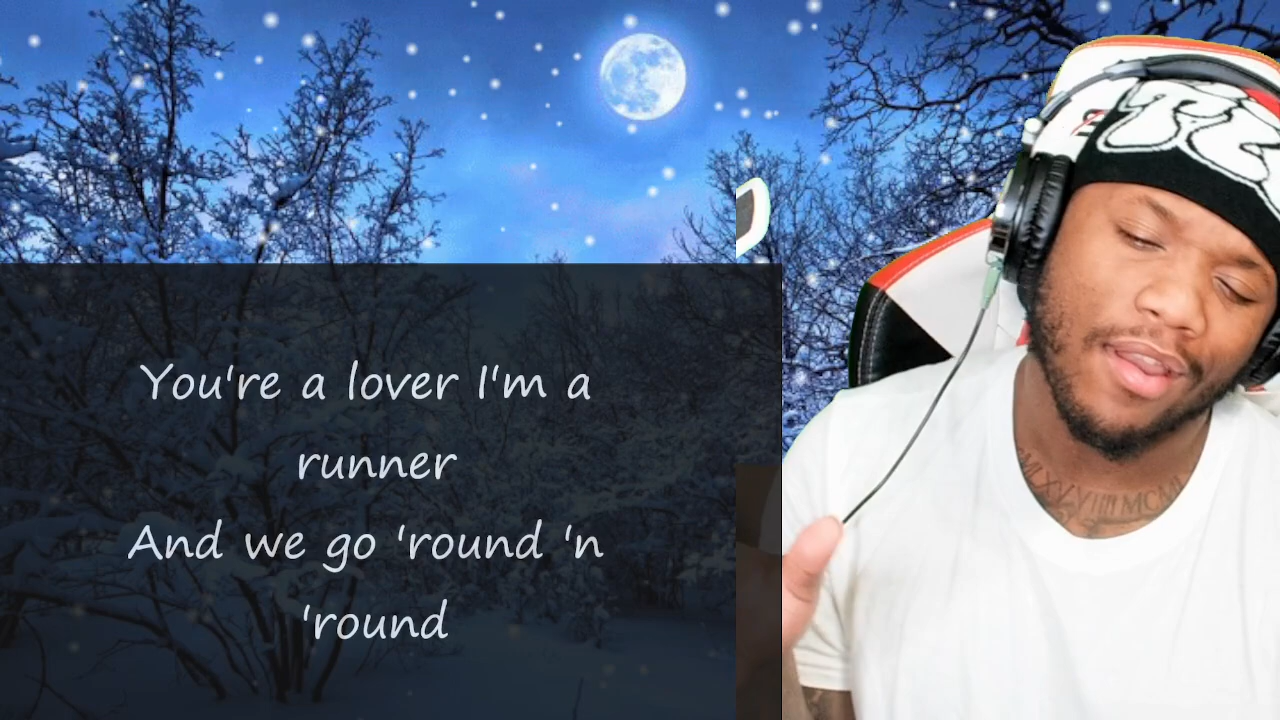 You're a lover I'm a
runner
And we go 'round 'n
'round